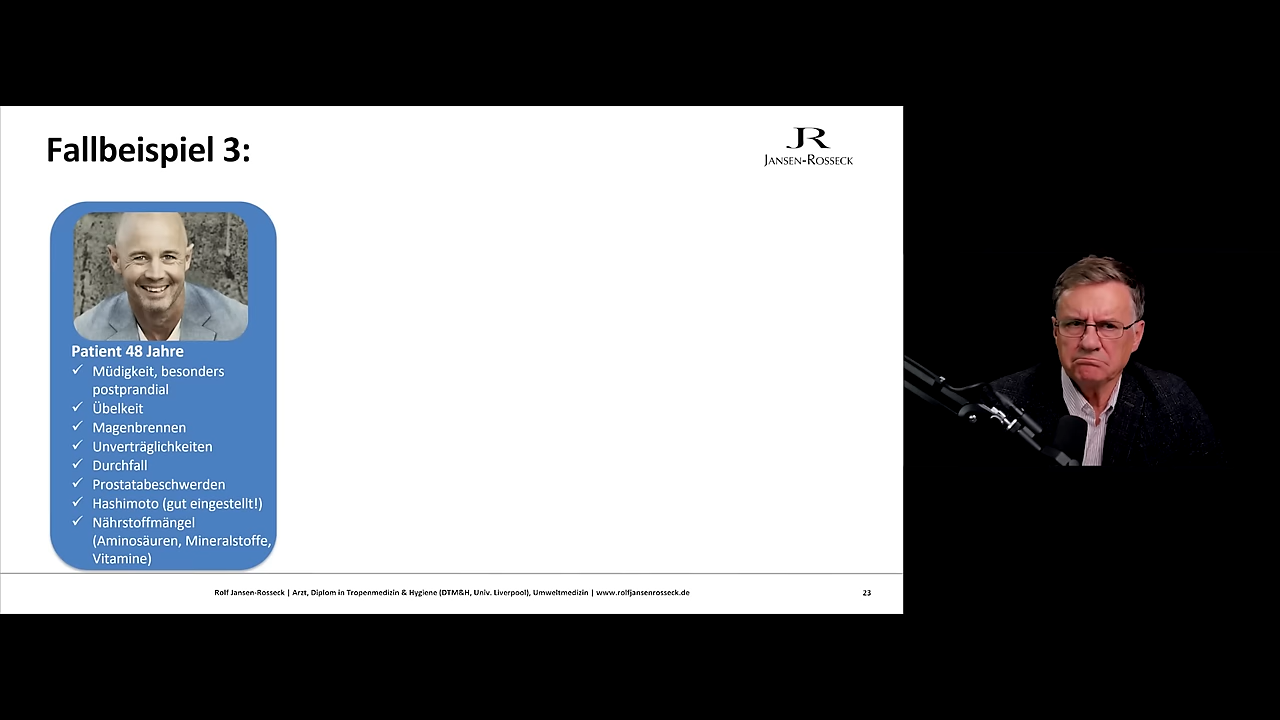 Fallbeispiel 3:
JR
JANSEN-ROSSECK
Patient 48 Jahre
✓ Müdigkeit, besonders
postprandial
✓ Übelkeit
✓ Magenbrennen
✓ Unverträglichkeiten
✓ Durchfall
✓ Prostatabeschwerden
✓ Hashimoto (gut eingestellt!)
✓ Nährstoffmängel
(Aminosäuren, Mineralstoffe,
Vitamine)
Rolf Jansen-Rosseck | Arzt, Diplom in Tropenmedizin & Hygiene (DTM&H, Univ. Liverpool), Umweltmedizin | www.rolfjansenrosseck.de
23